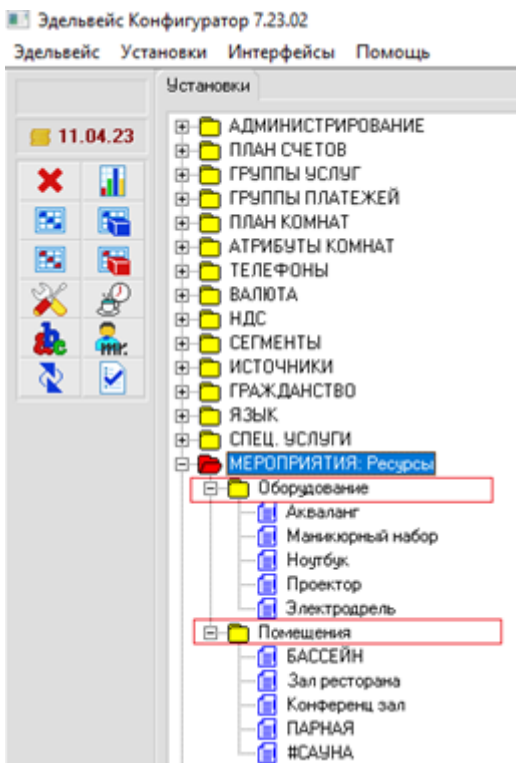 Эдельвейс Конфигуратор 7.23.02
Эдельвейс Установки Интерфейсы Помощь
Установки
11.04.23
АДМИНИСТРИРОВАНИЕ
ПЛАН СЧЕТОВ
ГРУППЫ УСЛУГ
ГРУППЫ ПЛАТЕЖЕЙ
ПЛАН КОМНАТ
АТРИБУТЫ КОМНАТ
ТЕЛЕФОНЫ
ВАЛЮТА
НДС
СЕГМЕНТЫ
ИСТОЧНИКИ
ГРАЖДАНСТВО
ЯЗЫК
СПЕЦ. УСЛУГИ
МЕРОПРИЯТИЯ: Ресурсы
Оборудование
Акваланг
Маникюрный набор
Ноутбук
Проектор
Электродрель
Помещения
БАССЕЙН
Зал ресторана
Конференц зал
ПАРНАЯ
#САУНА
abc
mr.